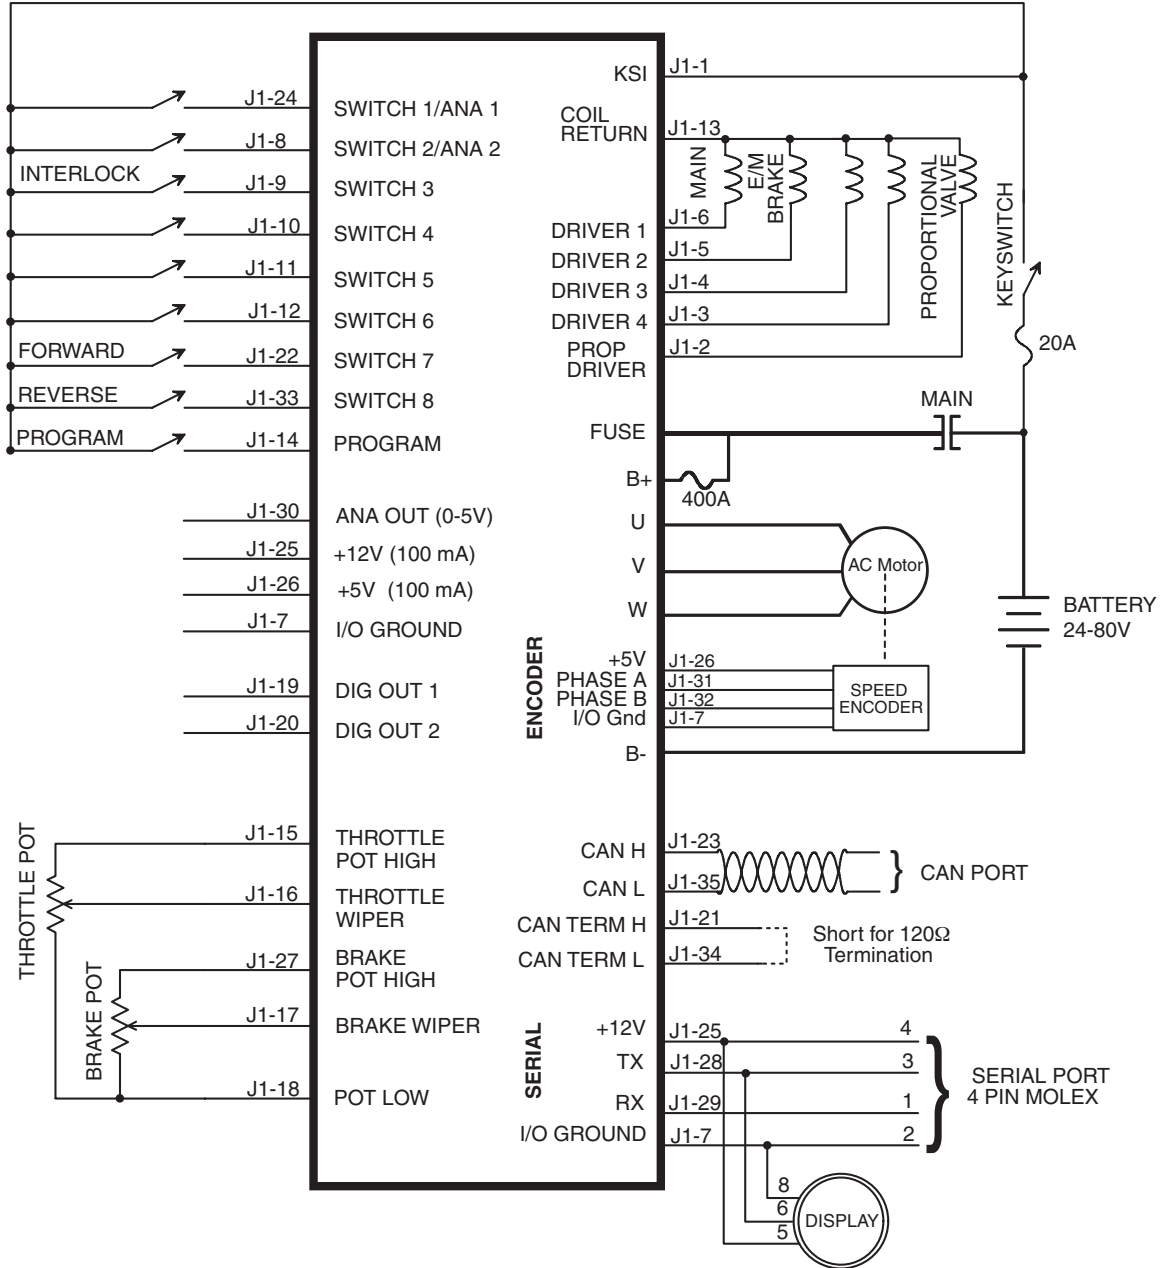 J1-24
SWITCH 1/ANA 1
J1-8
SWITCH 2/ANA 2
INTERLOCK
J1-9
SWITCH 3
J1-10
SWITCH 4
J1-11
SWITCH 5
J1-12
SWITCH 6
FORWARD
J1-22
SWITCH 7
REVERSE
J1-33
SWITCH 8
PROGRAM
J1-14
PROGRAM
J1-30
ANA OUT (0-5V)
J1-25
+12V (100 mA)
J1-26
+5V (100 mA)
J1-7
I/O GROUND
J1-19
DIG OUT 1
J1-20
DIG OUT 2
THROTTLE POT
J1-15
THROTTLE
POT HIGH
J1-16
THROTTLE
WIPER
BRAKE POT
J1-27
BRAKE
POT HIGH
J1-17
BRAKE WIPER
J1-18
POT LOW
KSI
J1-1
COIL
RETURN
J1-13
MAIN
E/M
BRAKE
PROPORTIONAL
VALVE
KEYSWITCH
20A
DRIVER 1
J1-6
DRIVER 2
J1-5
DRIVER 3
J1-4
DRIVER 4
J1-3
PROP
DRIVER
J1-2
FUSE
MAIN
B+
400A
U
V
W
AC Motor
BATTERY
24-80V
ENCODER
+5V
J1-26
PHASE A
J1-31
PHASE B
J1-32
I/O Gnd
J1-7
SPEED
ENCODER
B-
CAN H
J1-23
CAN L
J1-35
CAN PORT
CAN TERM H
J1-21
CAN TERM L
J1-34
Short for 120Ω
Termination
SERIAL
+12V
J1-25
4
TX
J1-28
3
RX
J1-29
1
I/O GROUND
J1-7
2
SERIAL PORT
4 PIN MOLEX
8
6
5
DISPLAY